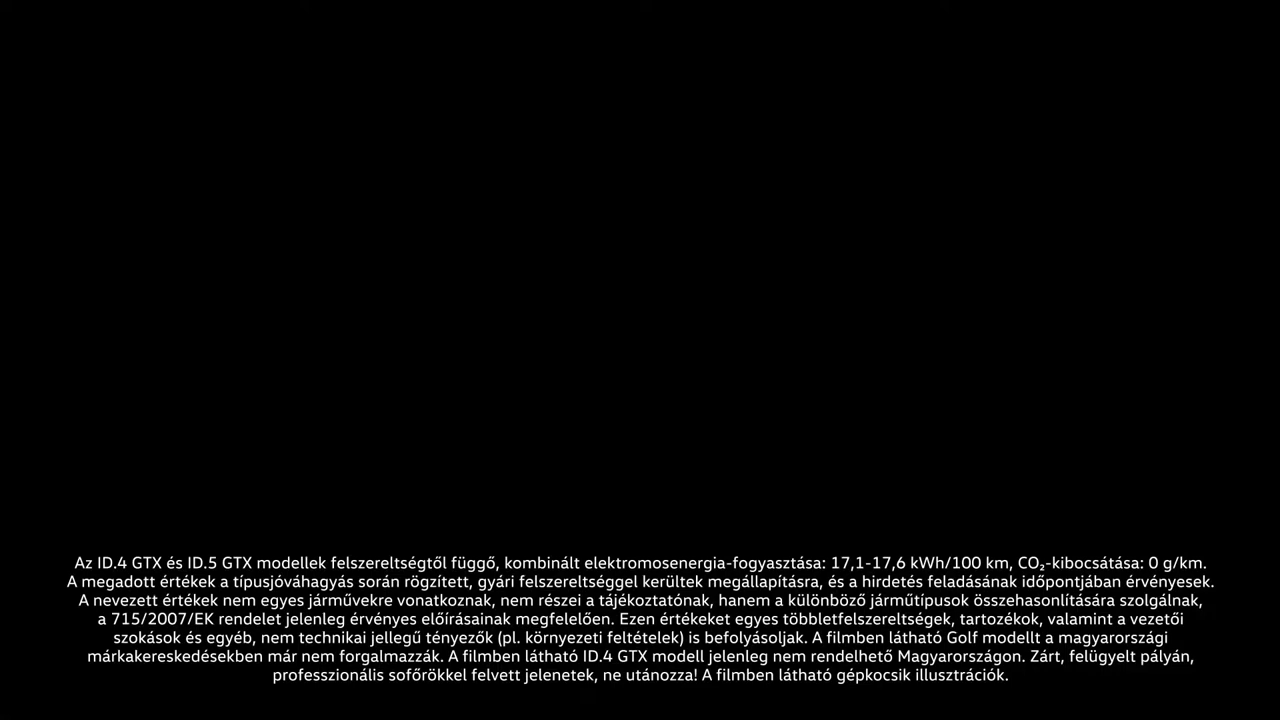 Az ID.4 GTX és ID.5 GTX modellek felszereltségtől függő, kombinált elektromosenergia-fogyasztása: 17,1-17,6 kWh/100 km, CO₂-kibocsátása: 0 g/km.
A megadott értékek a típusjóváhagyás során rögzített, gyári felszereltséggel kerültek megállapításra, és a hirdetés feladásának időpontjában érvényesek.
A nevezett értékek nem egyes járművekre vonatkoznak, nem részei a tájékoztatónak, hanem a különböző járműtípusok összehasonlítására szolgálnak,
a 715/2007/EK rendelet jelenleg érvényes előírásainak megfelelően. Ezen értékeket egyes többletfelszereltségek, tartozékok, valamint a vezetői
szokások és egyéb, nem technikai jellegű tényezők (pl. környezeti feltételek) is befolyásoljak. A filmben látható Golf modellt a magyarországi
márkakereskedésekben már nem forgalmazzák. A filmben látható ID.4 GTX modell jelenleg nem rendelhető Magyarországon. Zárt, felügyelt pályán,
professzionális sofőrökkel felvett jelenetek, ne utánozza! A filmben látható gépkocsik illusztrációk.